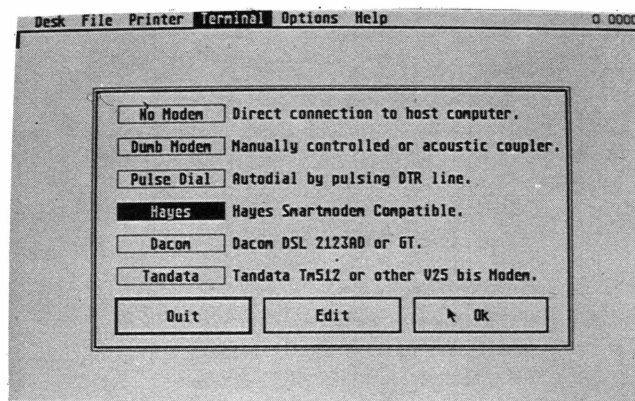 Desk File Printer Terminal Options Help 0 0000
No Modem Direct connection to host computer.
Dumb Modem Manually controlled or acoustic coupler.
Pulse Dial Autodial by pulsing DTR line.
Hayes Hayes Smartmodem Compatible.
Dacom Dacom DSL 2123AD or GT.
Tandata Tandata Tm512 or other V25 bis Modem.
Quit Edit Ok